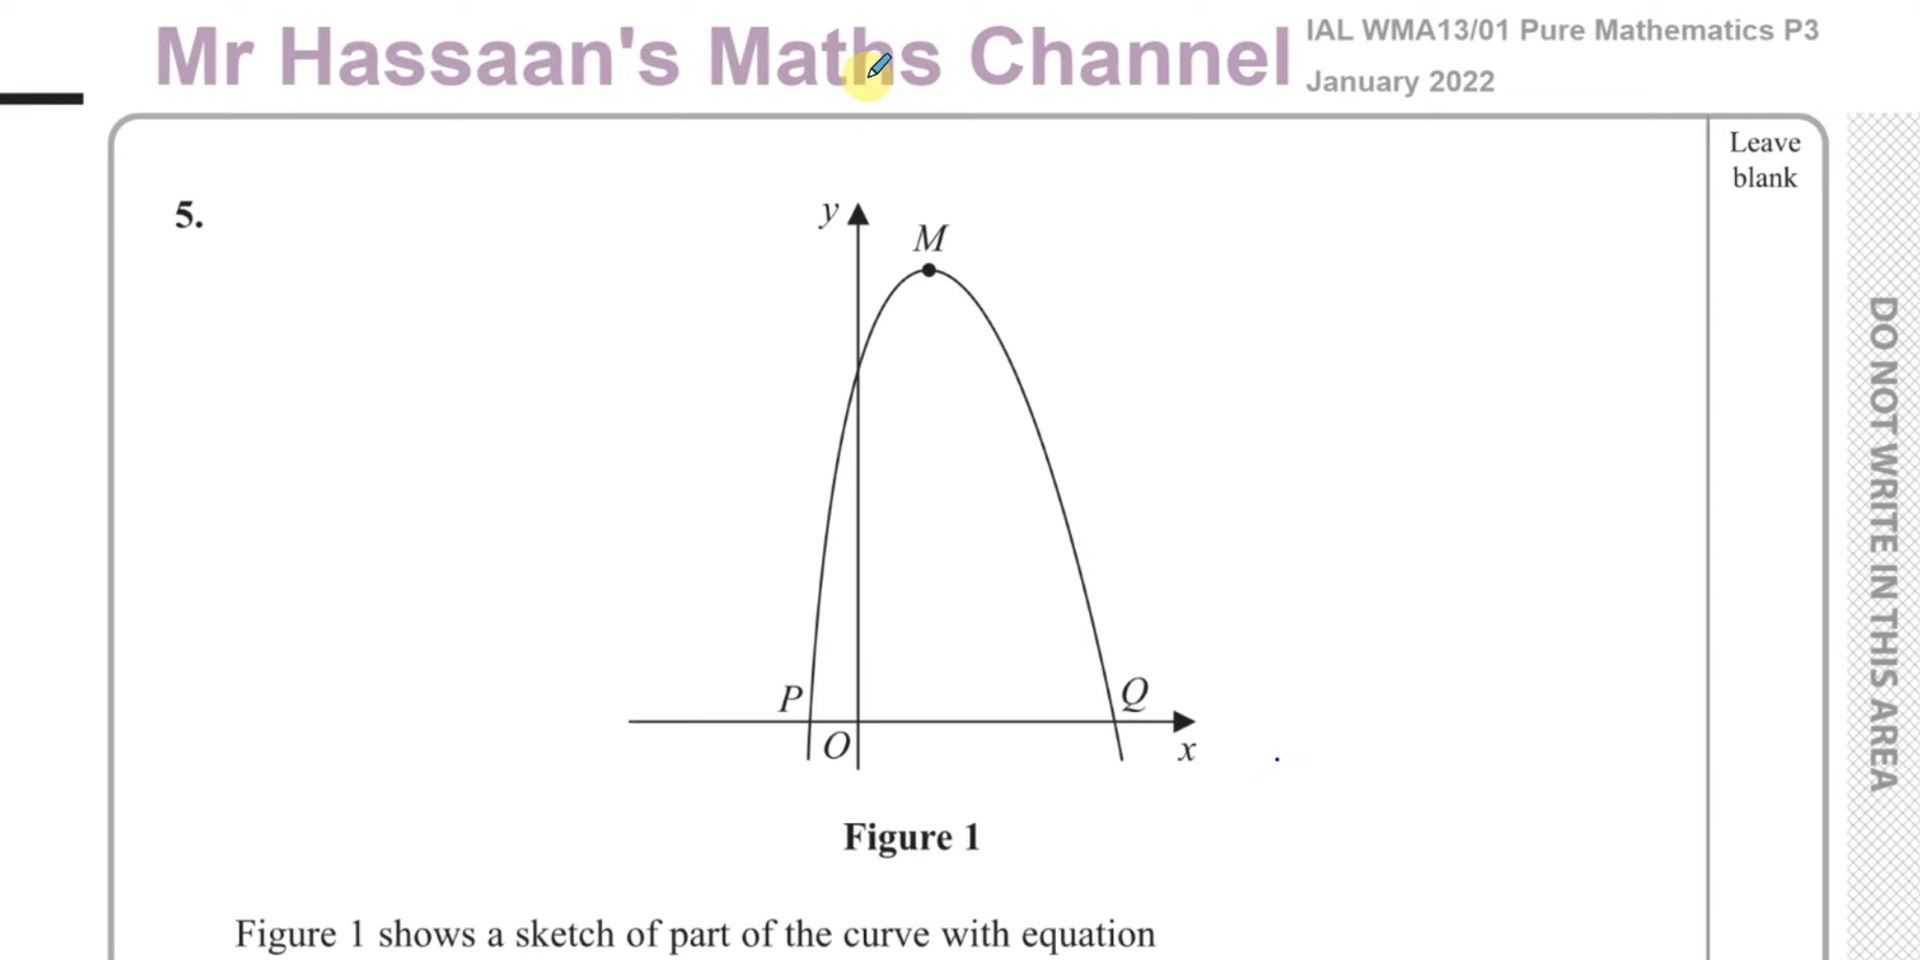 Mr Hassaan's Maths Channel
IAL WMA13/01 Pure Mathematics P3
January 2022
Leave
blank
5.
y
M
P
Q
O
x
Figure 1
Figure 1 shows a sketch of part of the curve with equation
DO NOT WRITE IN THIS AREA